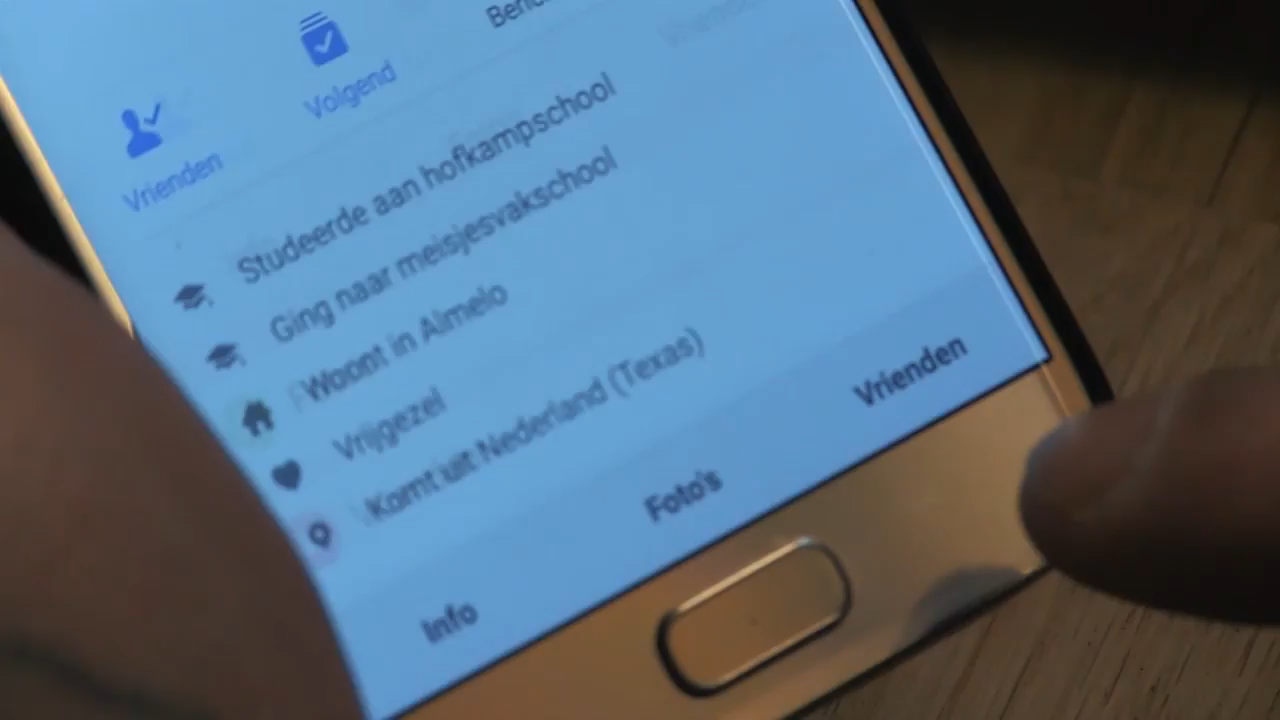 Vrienden
Volgend
Studeerde aan hofkampschool
Ging naar meisjesvakschool
Woont in Almelo
Vrijgezel
Komt uit Nederland (Texas)
Info
Foto's
Vrienden